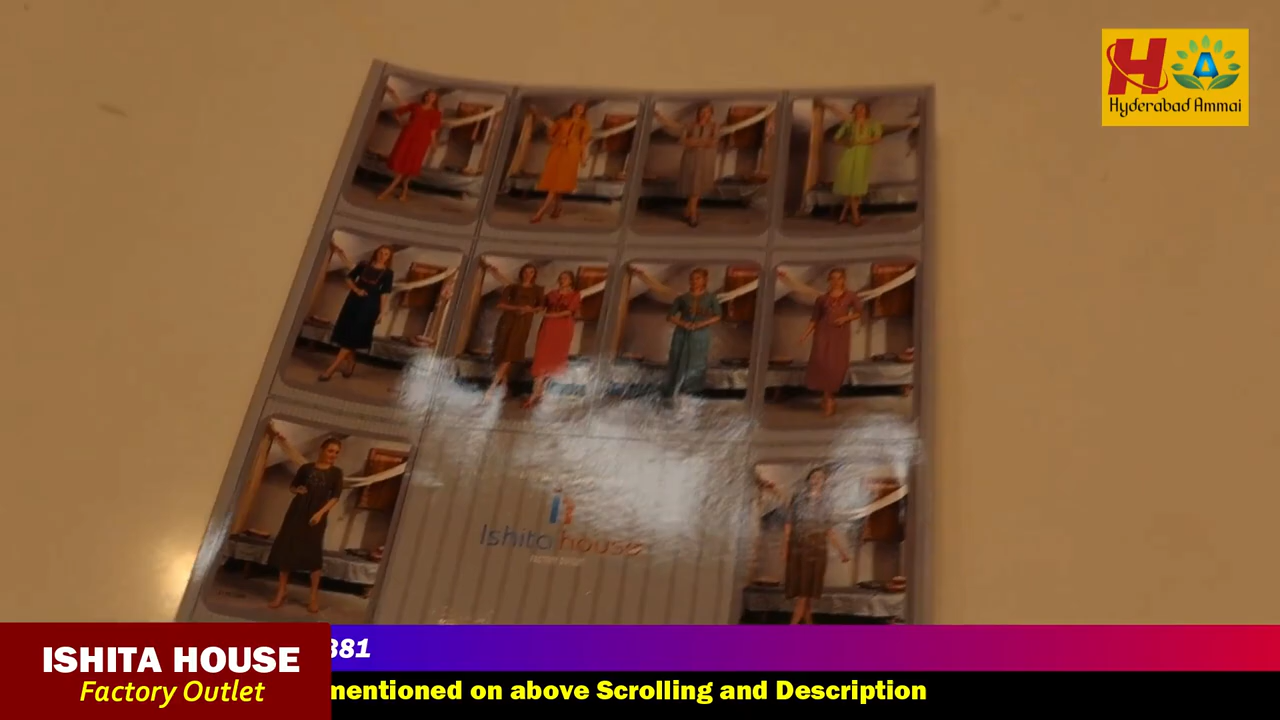 H A
Hyderabad Ammai
Ishita house
ISHITA HOUSE
Factory Outlet
381
mentioned on above Scrolling and Description